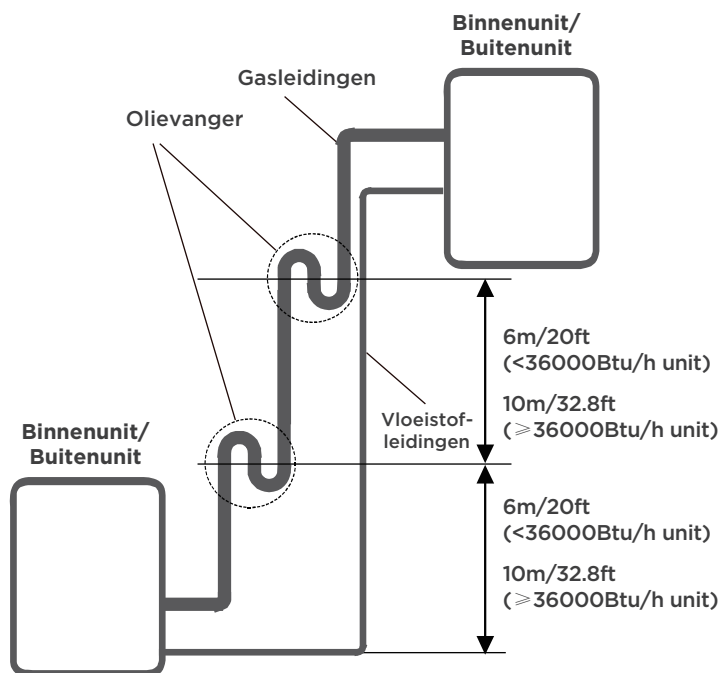 Binnenunit/
Buitenunit
Gasleidingen
Olievanger
6m/20ft
(<36000Btu/h unit)
10m/32.8ft
(⩾36000Btu/h unit)
Vloeistof-
leidingen
Binnenunit/
Buitenunit
6m/20ft
(<36000Btu/h unit)
10m/32.8ft
(⩾36000Btu/h unit)